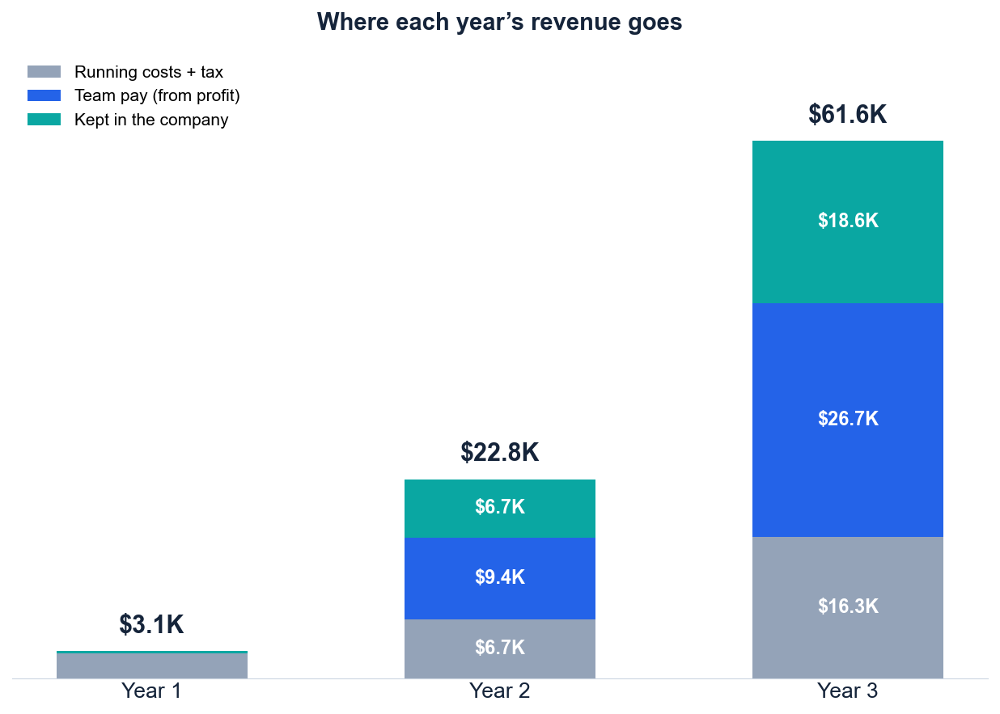 Where each year’s revenue goes
Running costs + tax
Team pay (from profit)
Kept in the company
$61.6K
$18.6K
$26.7K
$22.8K
$6.7K
$9.4K
$16.3K
$3.1K
$6.7K
Year 1
Year 2
Year 3